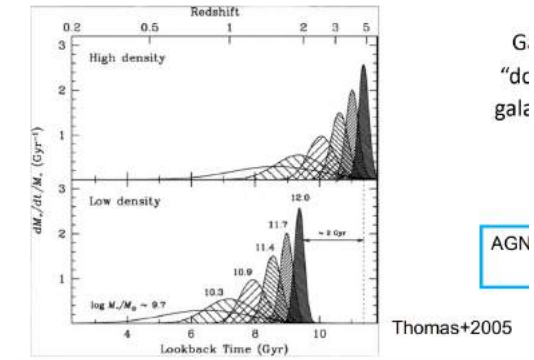 Redshift
0.2 0.5 1 2 3 5
3
High density
2
1
dM*/dt/M* (Gyr⁻¹)
3
Low density
12.0
11.7
~ 2 Gyr
2
11.4
10.9
1
10.3
log M*/M⊙ ~ 9.7
4 6 8 10
Lookback Time (Gyr)
Thomas+2005
AGN